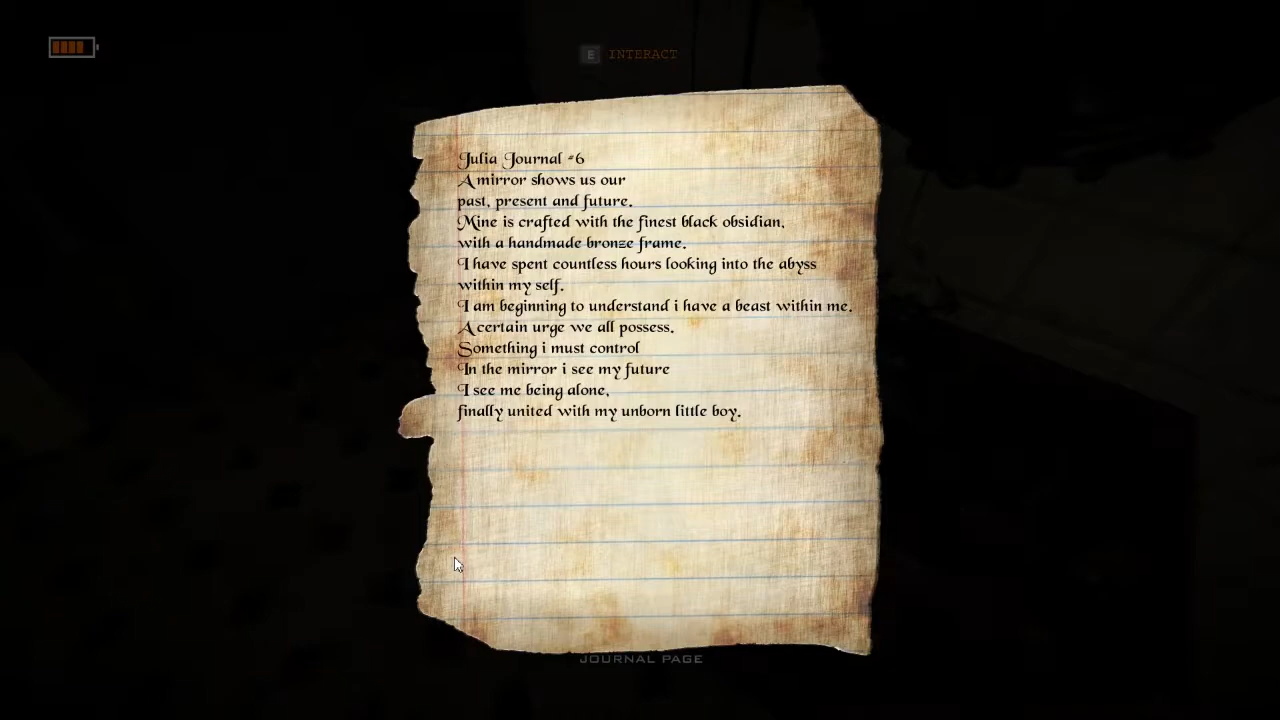 E INTERACT
Julia Journal #6
A mirror shows us our
past, present and future.
Mine is crafted with the finest black obsidian,
with a handmade bronze frame.
I have spent countless hours looking into the abyss
within my self.
I am beginning to understand i have a beast within me.
A certain urge we all possess.
Something i must control
In the mirror i see my future
I see me being alone,
finally united with my unborn little boy.
JOURNAL PAGE